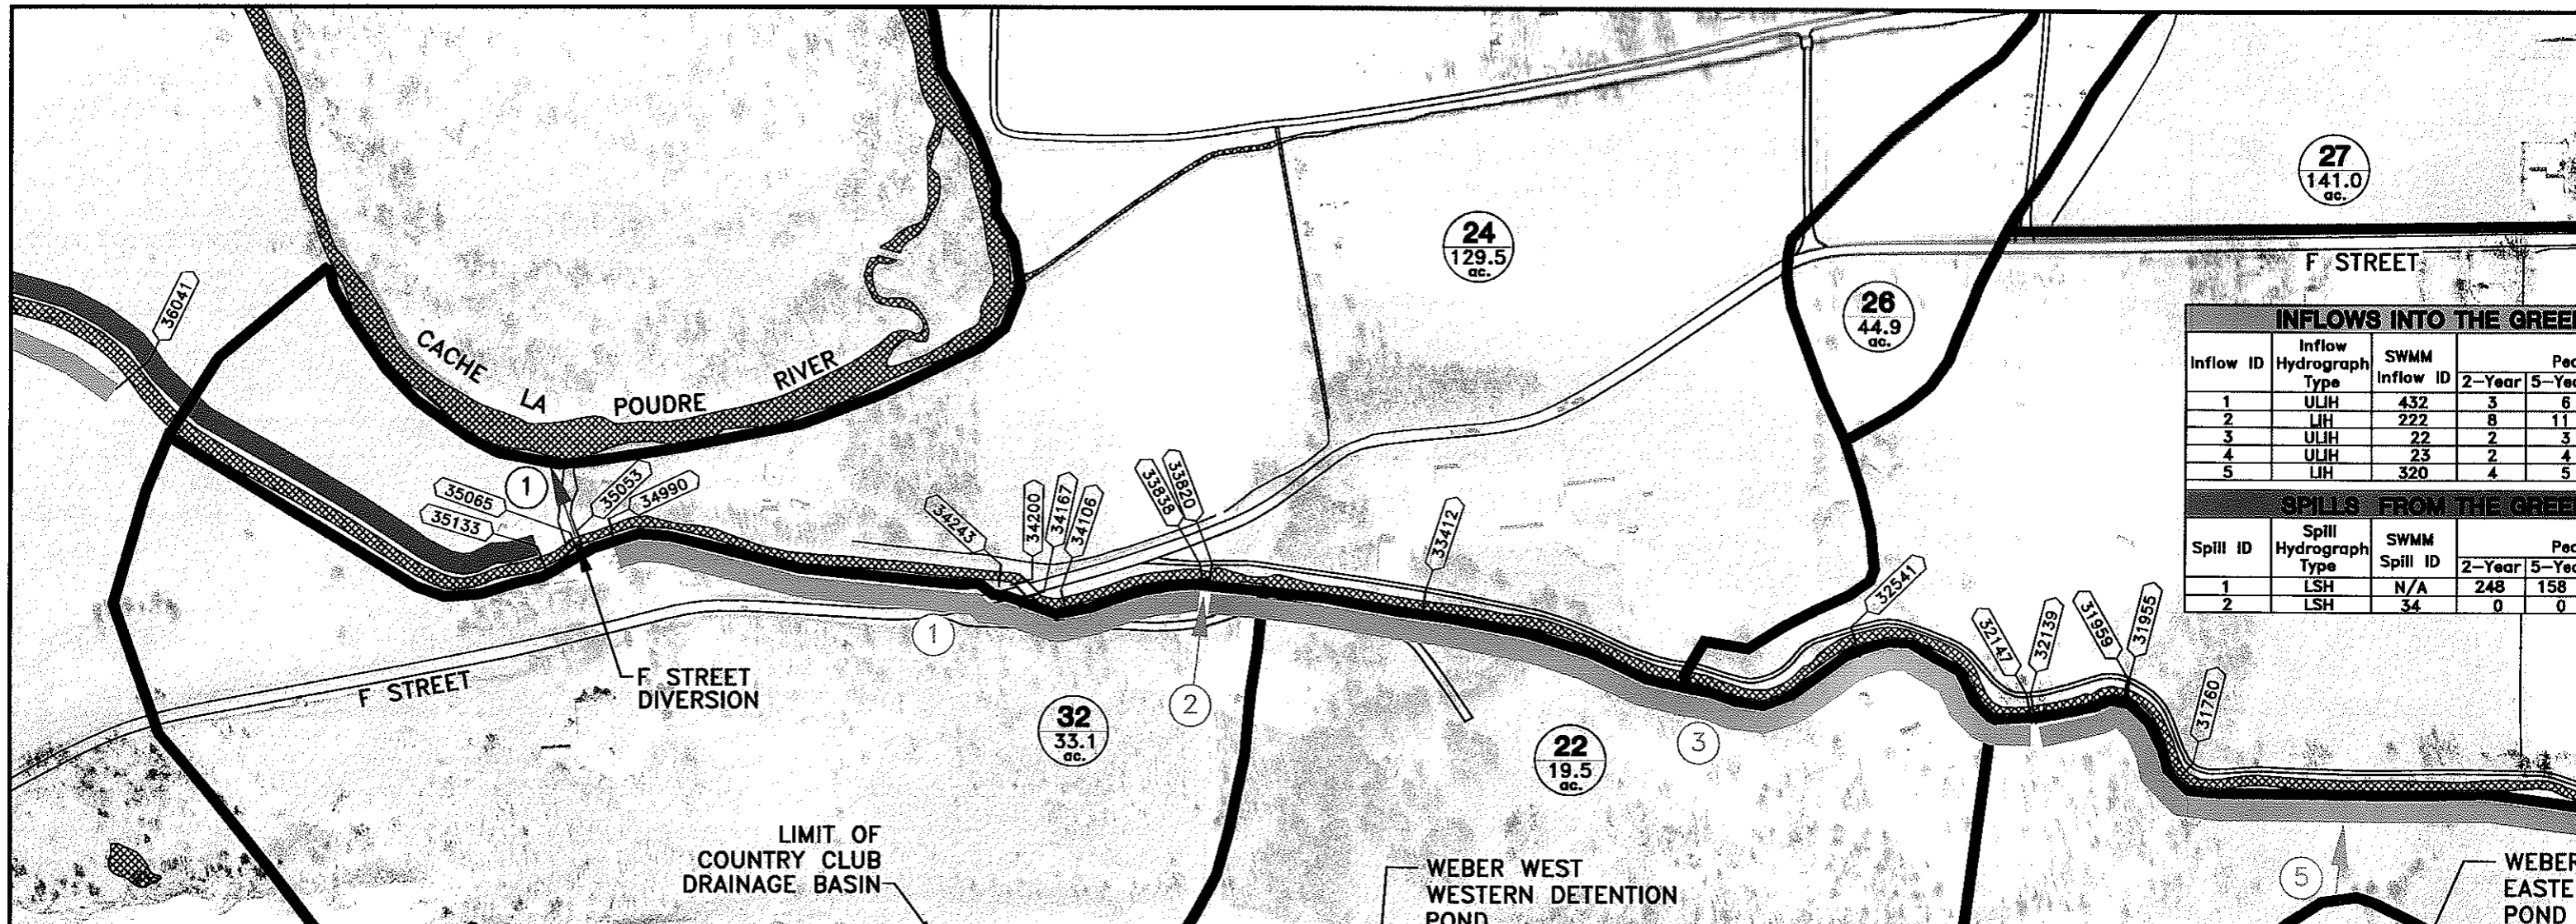 27
141.0
ac.
24
129.5
ac.
F STREET
36041
26
44.9
ac.
CACHE LA POUDRE RIVER
INFLOWS INTO THE GREE
Inflow ID Inflow Hydrograph Type SWMM Inflow ID 2-Year 5-Yea
1 ULIH 432 3 6
2 LIH 222 8 11
3 ULIH 22 2 3
4 ULIH 23 2 4
5 LIH 320 4 5
SPILLS FROM THE GREE
Spill ID Spill Hydrograph Type SWMM Spill ID 2-Year 5-Yea
1 LSH N/A 248 158
2 LSH 34 0 0
35065
35133
1
35053
34990
34243
34200
34167
34106
33838
33820
33412
32541
32147
32139
31959
31955
31760
F STREET
F STREET
DIVERSION
1
2
3
32
33.1
ac.
22
19.5
ac.
LIMIT OF
COUNTRY CLUB
DRAINAGE BASIN
WEBER WEST
WESTERN DETENTION
POND
5
WEBER
EASTE
POND